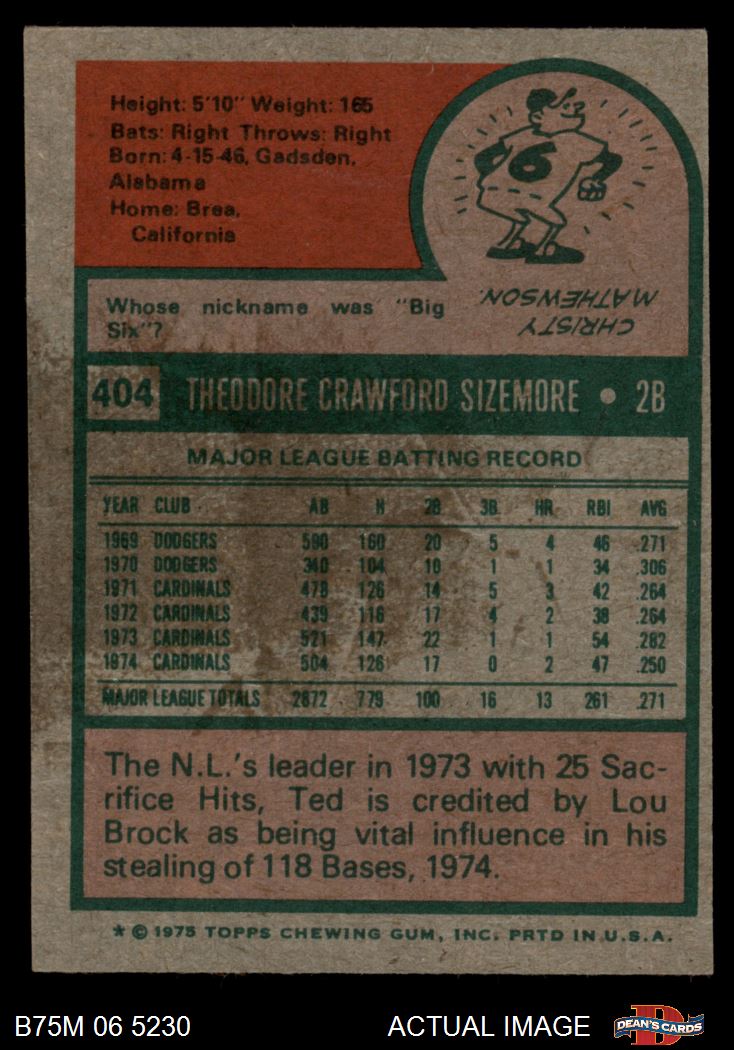 Height: 5'10" Weight: 165
Bats: Right Throws: Right
Born: 4-15-46, Gadsden,
Alabama
Home: Brea,
California
6
CHRISTY
MATHEWSON.
Whose nickname was "Big
Six"?
404 THEODORE CRAWFORD SIZEMORE • 2B
MAJOR LEAGUE BATTING RECORD
YEAR CLUB AB H 2B 3B HR RBI AVG
1969 DODGERS 590 160 20 5 4 46 .271
1970 DODGERS 340 104 10 1 1 34 .306
1971 CARDINALS 478 126 14 5 3 42 .264
1972 CARDINALS 439 116 17 4 2 38 .264
1973 CARDINALS 521 147 22 1 1 54 .282
1974 CARDINALS 504 126 17 0 2 47 .250
MAJOR LEAGUE TOTALS 2872 779 100 16 13 261 .271
The N.L.'s leader in 1973 with 25 Sac-
rifice Hits, Ted is credited by Lou
Brock as being vital influence in his
stealing of 118 Bases, 1974.
* © 1975 TOPPS CHEWING GUM, INC. PRTD IN U.S.A.
B75M 06 5230 ACTUAL IMAGE
D
DEAN'S CARDS